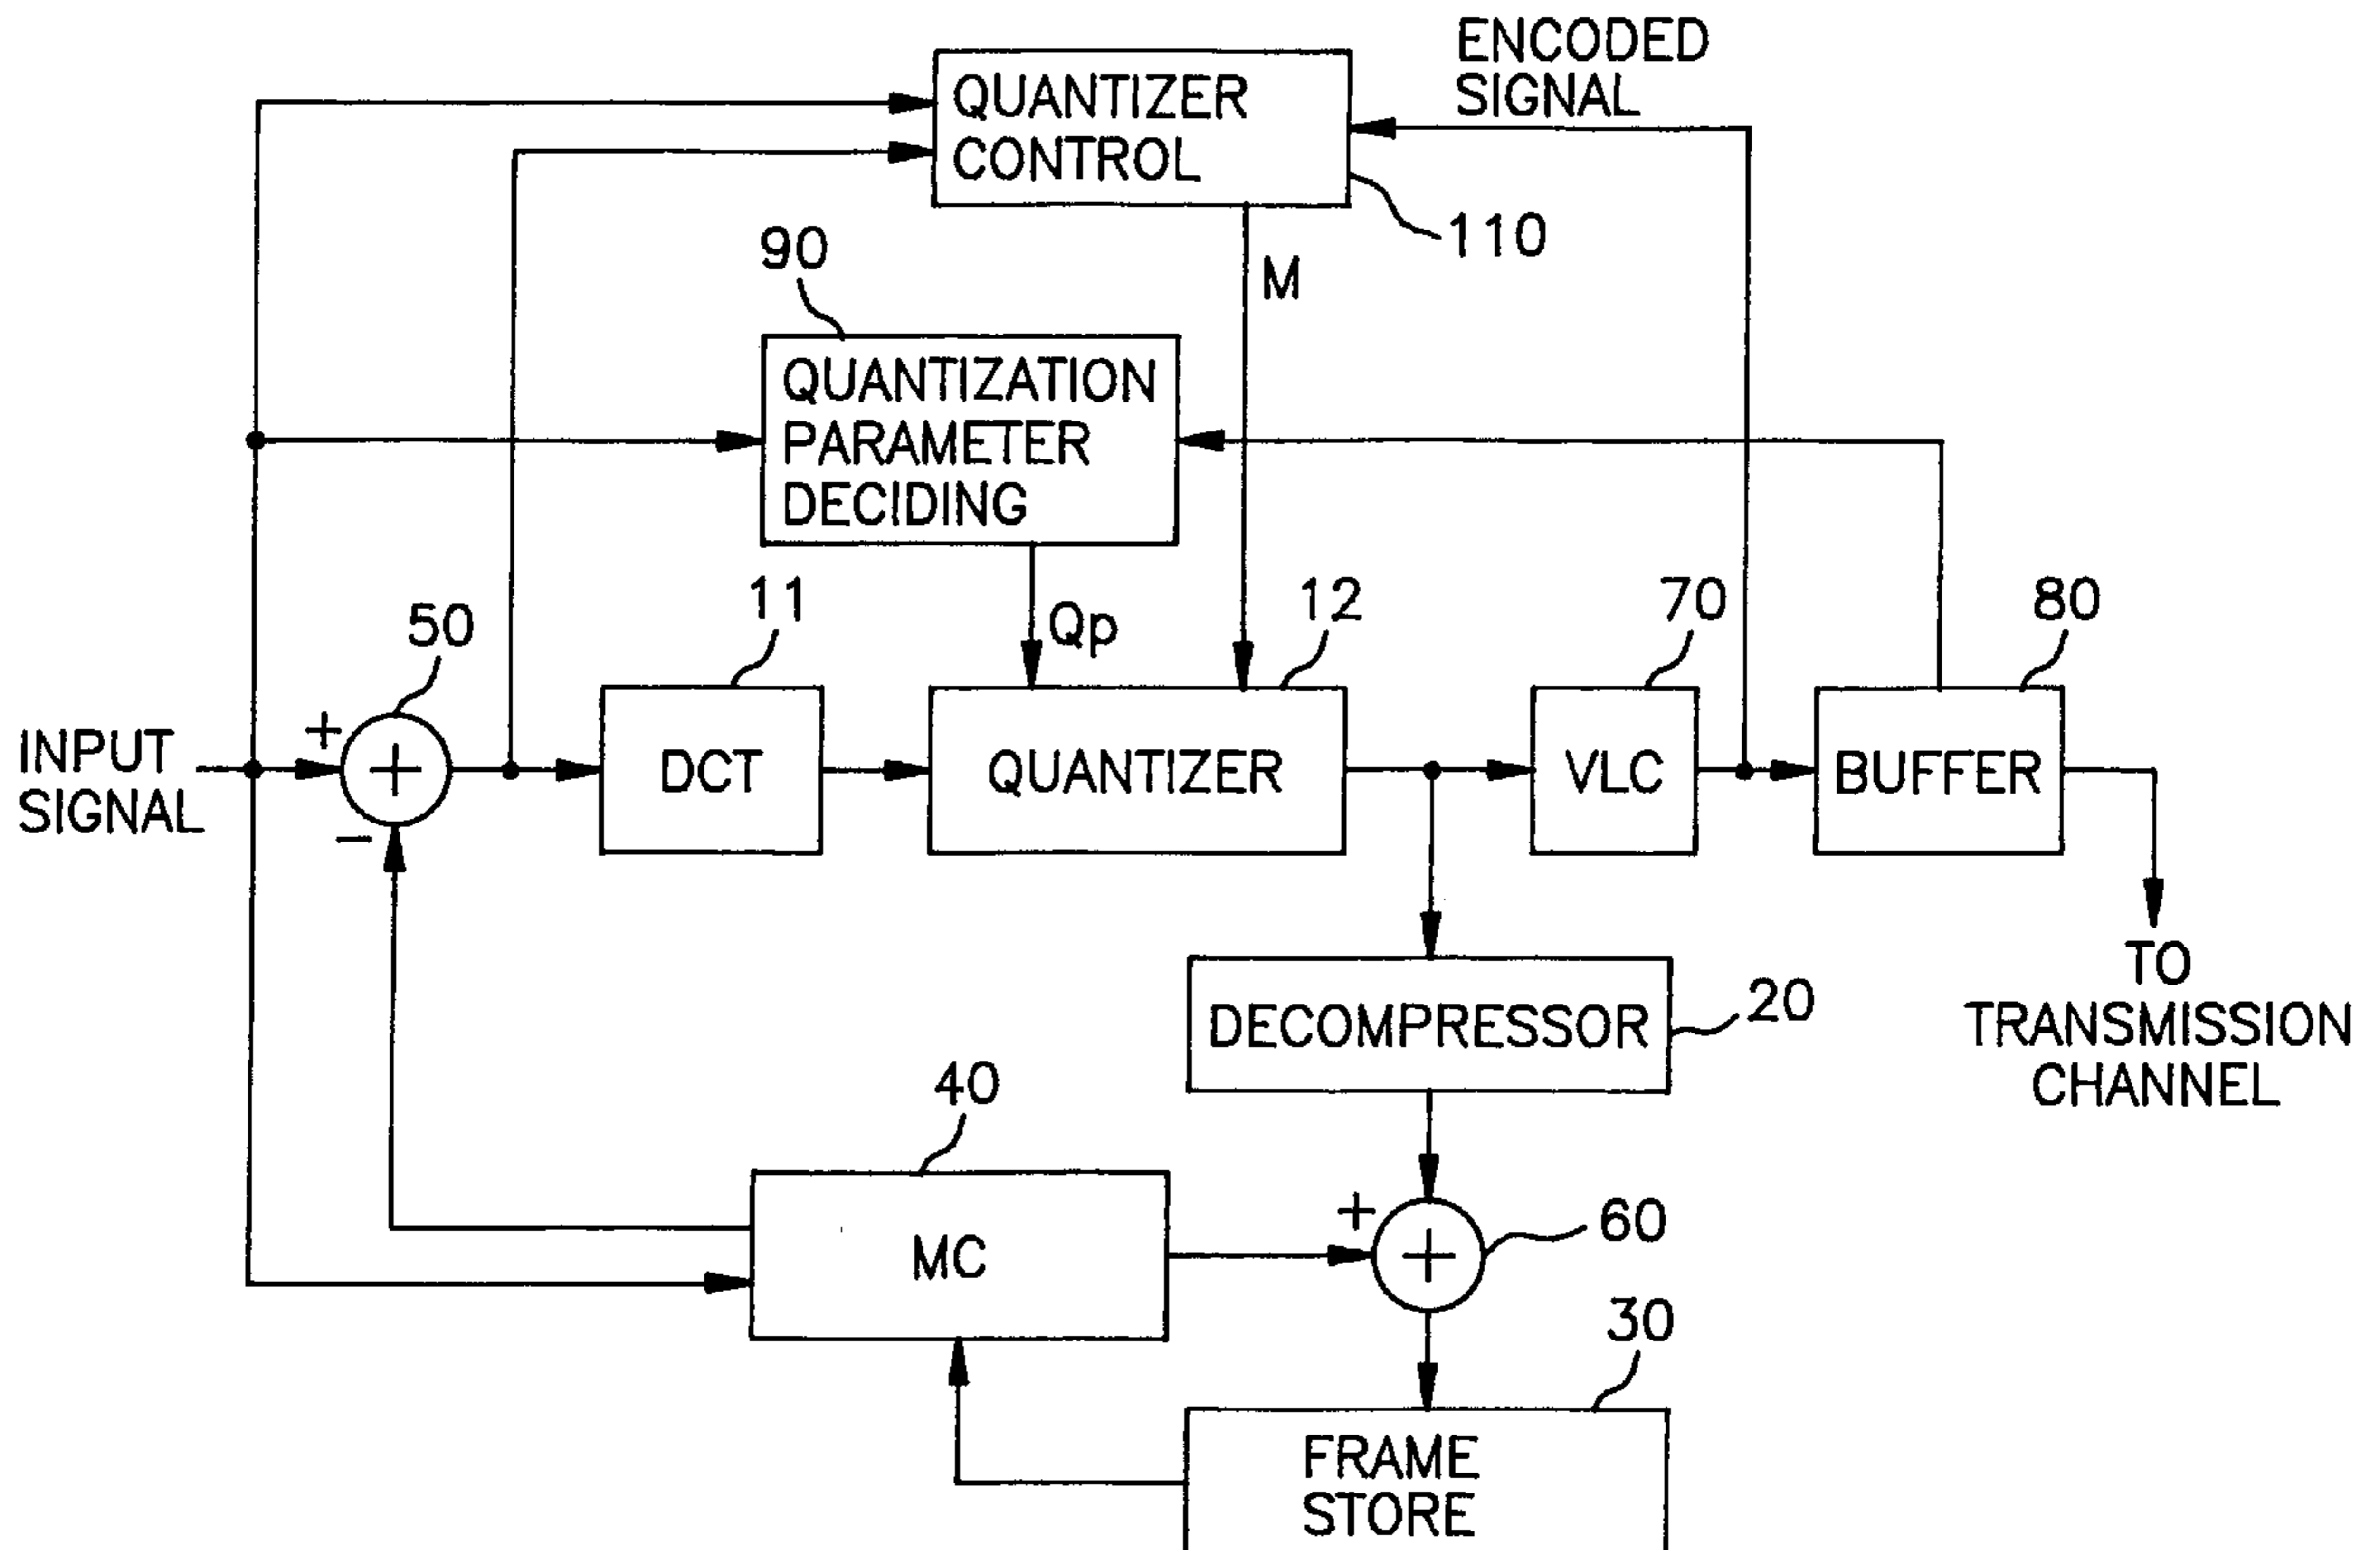 ENCODED
SIGNAL
QUANTIZER
CONTROL
110
90
M
QUANTIZATION
PARAMETER
DECIDING
Qp
50
11
12
70
80
INPUT
SIGNAL
+
+
−
DCT
QUANTIZER
VLC
BUFFER
TO
TRANSMISSION
CHANNEL
DECOMPRESSOR
20
40
MC
+
+
60
30
FRAME
STORE